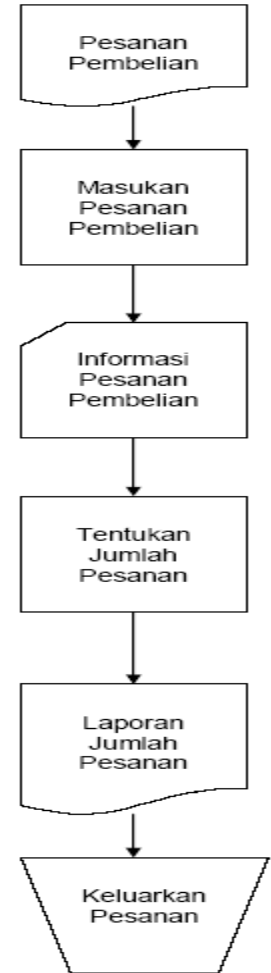 Pesanan
Pembelian
Masukan
Pesanan
Pembelian
Informasi
Pesanan
Pembelian
Tentukan
Jumlah
Pesanan
Laporan
Jumlah
Pesanan
Keluarkan
Pesanan